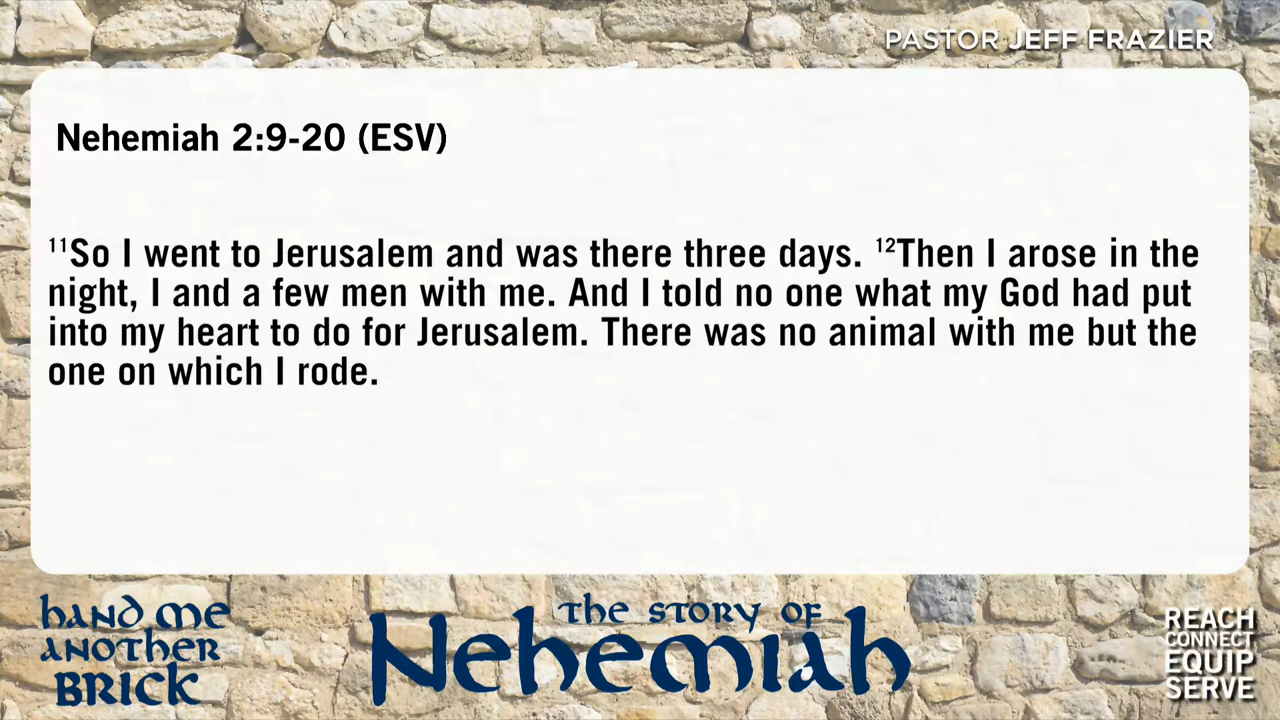 PASTOR JEFF FRAZIER
Nehemiah 2:9-20 (ESV)
¹¹So I went to Jerusalem and was there three days. ¹²Then I arose in the
night, I and a few men with me. And I told no one what my God had put
into my heart to do for Jerusalem. There was no animal with me but the
one on which I rode.
hand me
another
BRICK
the story of
Nehemiah
REACH
CONNECT
EQUIP
SERVE